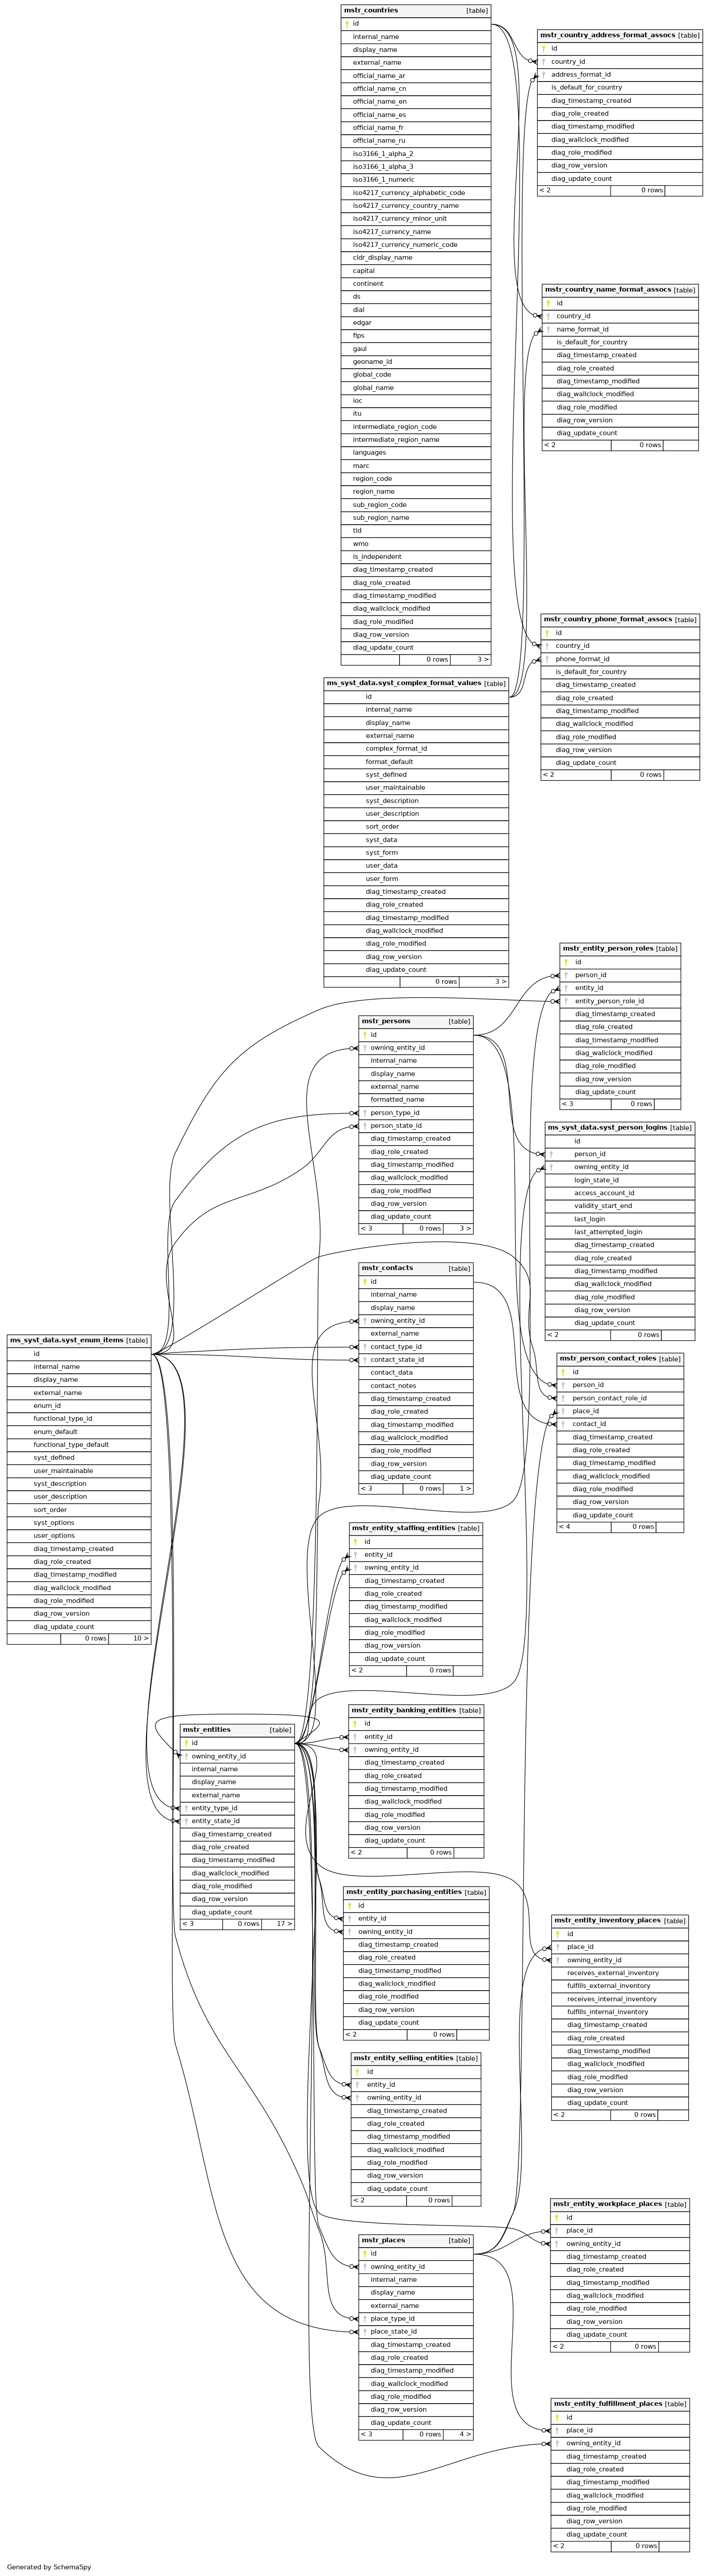 mstr_countries [table]
id
internal_name
display_name
external_name
official_name_ar
official_name_cn
official_name_en
official_name_es
official_name_fr
official_name_ru
iso3166_1_alpha_2
iso3166_1_alpha_3
iso3166_1_numeric
iso4217_currency_alphabetic_code
iso4217_currency_country_name
iso4217_currency_minor_unit
iso4217_currency_name
iso4217_currency_numeric_code
cldr_display_name
capital
continent
ds
dial
edgar
fips
gaul
geoname_id
global_code
global_name
ioc
itu
intermediate_region_code
intermediate_region_name
languages
marc
region_code
region_name
sub_region_code
sub_region_name
tld
wmo
is_independent
diag_timestamp_created
diag_role_created
diag_timestamp_modified
diag_wallclock_modified
diag_role_modified
diag_row_version
diag_update_count
0 rows 3 >
mstr_country_address_format_assocs [table]
id
country_id
address_format_id
is_default_for_country
diag_timestamp_created
diag_role_created
diag_timestamp_modified
diag_wallclock_modified
diag_role_modified
diag_row_version
diag_update_count
< 2 0 rows
mstr_country_name_format_assocs [table]
id
country_id
name_format_id
is_default_for_country
diag_timestamp_created
diag_role_created
diag_timestamp_modified
diag_wallclock_modified
diag_role_modified
diag_row_version
diag_update_count
< 2 0 rows
mstr_country_phone_format_assocs [table]
id
country_id
phone_format_id
is_default_for_country
diag_timestamp_created
diag_role_created
diag_timestamp_modified
diag_wallclock_modified
diag_role_modified
diag_row_version
diag_update_count
< 2 0 rows
ms_syst_data.syst_complex_format_values [table]
id
internal_name
display_name
external_name
complex_format_id
format_default
syst_defined
user_maintainable
syst_description
user_description
sort_order
syst_data
syst_form
user_data
user_form
diag_timestamp_created
diag_role_created
diag_timestamp_modified
diag_wallclock_modified
diag_role_modified
diag_row_version
diag_update_count
0 rows 3 >
mstr_entity_person_roles [table]
id
person_id
entity_id
entity_person_role_id
diag_timestamp_created
diag_role_created
diag_timestamp_modified
diag_wallclock_modified
diag_role_modified
diag_row_version
diag_update_count
< 3 0 rows
mstr_persons [table]
id
owning_entity_id
internal_name
display_name
external_name
formatted_name
person_type_id
person_state_id
diag_timestamp_created
diag_role_created
diag_timestamp_modified
diag_wallclock_modified
diag_role_modified
diag_row_version
diag_update_count
< 3 0 rows 3 >
ms_syst_data.syst_person_logins [table]
id
person_id
owning_entity_id
login_state_id
access_account_id
validity_start_end
last_login
last_attempted_login
diag_timestamp_created
diag_role_created
diag_timestamp_modified
diag_wallclock_modified
diag_role_modified
diag_row_version
diag_update_count
< 2 0 rows
mstr_contacts [table]
id
internal_name
display_name
owning_entity_id
external_name
contact_type_id
contact_state_id
contact_data
contact_notes
diag_timestamp_created
diag_role_created
diag_timestamp_modified
diag_wallclock_modified
diag_role_modified
diag_row_version
diag_update_count
< 3 0 rows 1 >
ms_syst_data.syst_enum_items [table]
id
internal_name
display_name
external_name
enum_id
functional_type_id
enum_default
functional_type_default
syst_defined
user_maintainable
syst_description
user_description
sort_order
syst_options
user_options
diag_timestamp_created
diag_role_created
diag_timestamp_modified
diag_wallclock_modified
diag_role_modified
diag_row_version
diag_update_count
0 rows 10 >
mstr_person_contact_roles [table]
id
person_id
person_contact_role_id
place_id
contact_id
diag_timestamp_created
diag_role_created
diag_timestamp_modified
diag_wallclock_modified
diag_role_modified
diag_row_version
diag_update_count
< 4 0 rows
mstr_entity_staffing_entities [table]
id
entity_id
owning_entity_id
diag_timestamp_created
diag_role_created
diag_timestamp_modified
diag_wallclock_modified
diag_role_modified
diag_row_version
diag_update_count
< 2 0 rows
mstr_entity_banking_entities [table]
id
entity_id
owning_entity_id
diag_timestamp_created
diag_role_created
diag_timestamp_modified
diag_wallclock_modified
diag_role_modified
diag_row_version
diag_update_count
< 2 0 rows
mstr_entities [table]
id
owning_entity_id
internal_name
display_name
external_name
entity_type_id
entity_state_id
diag_timestamp_created
diag_role_created
diag_timestamp_modified
diag_wallclock_modified
diag_role_modified
diag_row_version
diag_update_count
< 3 0 rows 17 >
mstr_entity_purchasing_entities [table]
id
entity_id
owning_entity_id
diag_timestamp_created
diag_role_created
diag_timestamp_modified
diag_wallclock_modified
diag_role_modified
diag_row_version
diag_update_count
< 2 0 rows
mstr_entity_inventory_places [table]
id
place_id
owning_entity_id
receives_external_inventory
fulfills_external_inventory
receives_internal_inventory
fulfills_internal_inventory
diag_timestamp_created
diag_role_created
diag_timestamp_modified
diag_wallclock_modified
diag_role_modified
diag_row_version
diag_update_count
< 2 0 rows
mstr_entity_selling_entities [table]
id
entity_id
owning_entity_id
diag_timestamp_created
diag_role_created
diag_timestamp_modified
diag_wallclock_modified
diag_role_modified
diag_row_version
diag_update_count
< 2 0 rows
mstr_entity_workplace_places [table]
id
place_id
owning_entity_id
diag_timestamp_created
diag_role_created
diag_timestamp_modified
diag_wallclock_modified
diag_role_modified
diag_row_version
diag_update_count
< 2 0 rows
mstr_places [table]
id
owning_entity_id
internal_name
display_name
external_name
place_type_id
place_state_id
diag_timestamp_created
diag_role_created
diag_timestamp_modified
diag_wallclock_modified
diag_role_modified
diag_row_version
diag_update_count
< 3 0 rows 4 >
mstr_entity_fulfillment_places [table]
id
place_id
owning_entity_id
diag_timestamp_created
diag_role_created
diag_timestamp_modified
diag_wallclock_modified
diag_role_modified
diag_row_version
diag_update_count
< 2 0 rows
Generated by SchemaSpy